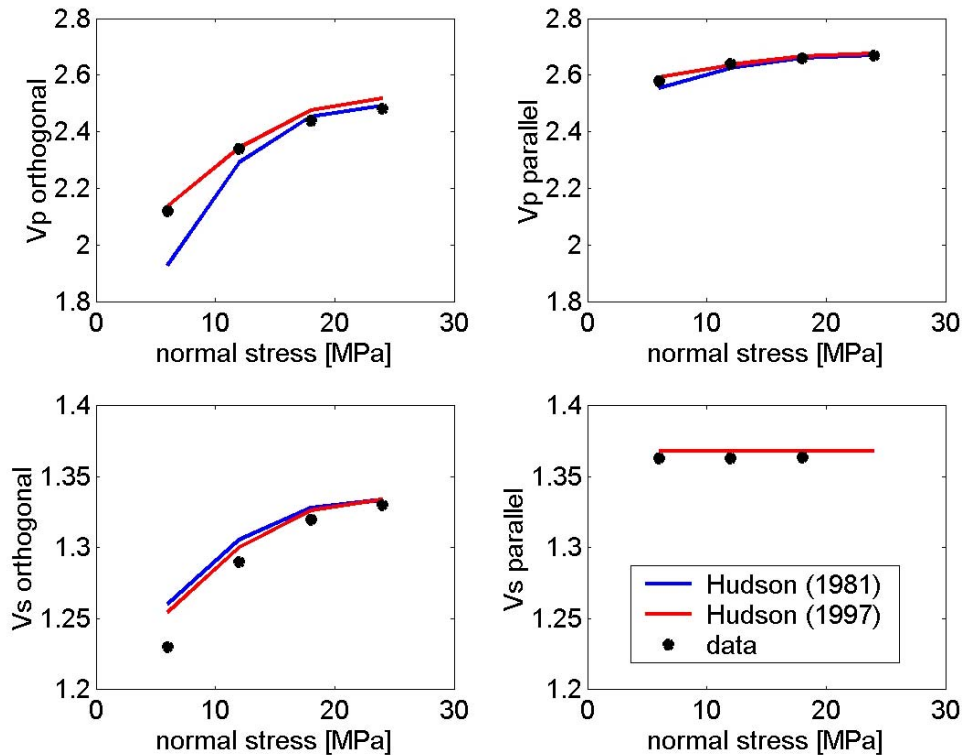 2.8
2.6
2.4
2.2
2
1.8
Vp orthogonal
0 10 20 30
normal stress [MPa]
2.8
2.6
2.4
2.2
2
1.8
Vp parallel
0 10 20 30
normal stress [MPa]
1.4
1.35
1.3
1.25
1.2
Vs orthogonal
0 10 20 30
normal stress [MPa]
1.4
1.35
1.3
1.25
1.2
Vs parallel
Hudson (1981)
Hudson (1997)
data
0 10 20 30
normal stress [MPa]